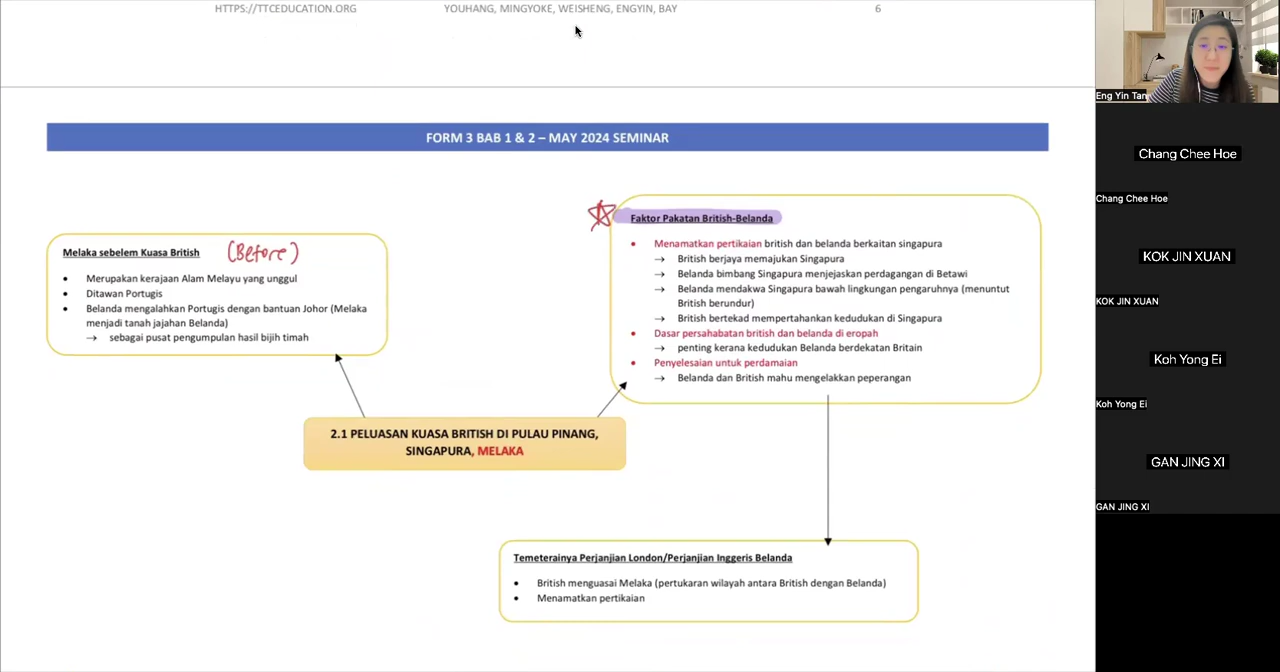 HTTPS://TTCEDUCATION.ORG YOUHANG, MINGYOKE, WEISHENG, ENGYIN, BAY 6
FORM 3 BAB 1 & 2 – MAY 2024 SEMINAR
Melaka sebelem Kuasa British (Before)
• Merupakan kerajaan Alam Melayu yang unggul
• Ditawan Portugis
• Belanda mengalahkan Portugis dengan bantuan Johor (Melaka
menjadi tanah jajahan Belanda)
→ sebagai pusat pengumpulan hasil bijih timah
Faktor Pakatan British-Belanda
• Menamatkan pertikaian british dan belanda berkaitan singapura
→ British berjaya memajukan Singapura
→ Belanda bimbang Singapura menjejaskan perdagangan di Betawi
→ Belanda mendakwa Singapura bawah lingkungan pengaruhnya (menuntut
British berundur)
→ British bertekad mempertahankan kedudukan di Singapura
• Dasar persahabatan british dan belanda di eropah
→ penting kerana kedudukan Belanda berdekatan Britain
• Penyelesaian untuk perdamaian
→ Belanda dan British mahu mengelakkan peperangan
2.1 PELUASAN KUASA BRITISH DI PULAU PINANG,
SINGAPURA, MELAKA
Temeterainya Perjanjian London/Perjanjian Inggeris Belanda
• British menguasai Melaka (pertukaran wilayah antara British dengan Belanda)
• Menamatkan pertikaian
Eng Yin Tan
Chang Chee Hoe
Chang Chee Hoe
KOK JIN XUAN
KOK JIN XUAN
Koh Yong Ei
Koh Yong Ei
GAN JING XI
GAN JING XI